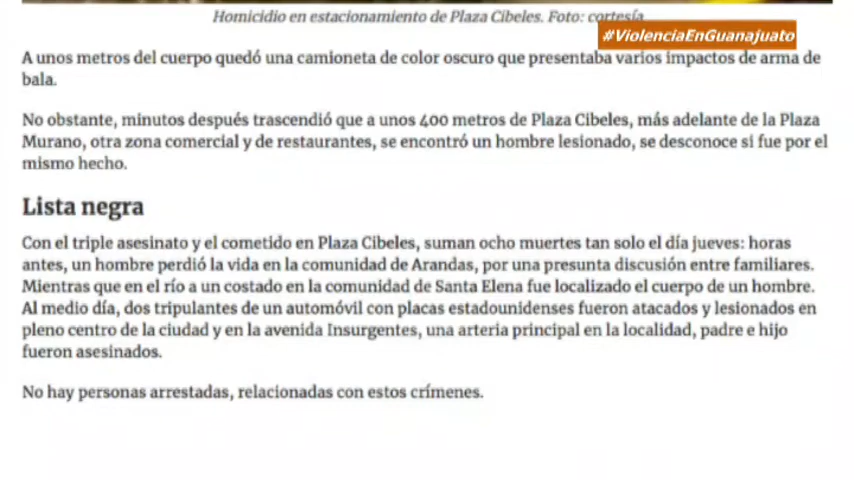 Homicidio en estacionamiento de Plaza Cibeles. Foto: cortesía
#ViolenciaEnGuanajuato
A unos metros del cuerpo quedó una camioneta de color oscuro que presentaba varios impactos de arma de
bala.
No obstante, minutos después trascendió que a unos 400 metros de Plaza Cibeles, más adelante de la Plaza
Murano, otra zona comercial y de restaurantes, se encontró un hombre lesionado, se desconoce si fue por el
mismo hecho.
Lista negra
Con el triple asesinato y el cometido en Plaza Cibeles, suman ocho muertes tan solo el día jueves: horas
antes, un hombre perdió la vida en la comunidad de Arandas, por una presunta discusión entre familiares.
Mientras que en el río a un costado en la comunidad de Santa Elena fue localizado el cuerpo de un hombre.
Al medio día, dos tripulantes de un automóvil con placas estadounidenses fueron atacados y lesionados en
pleno centro de la ciudad y en la avenida Insurgentes, una arteria principal en la localidad, padre e hijo
fueron asesinados.
No hay personas arrestadas, relacionadas con estos crímenes.